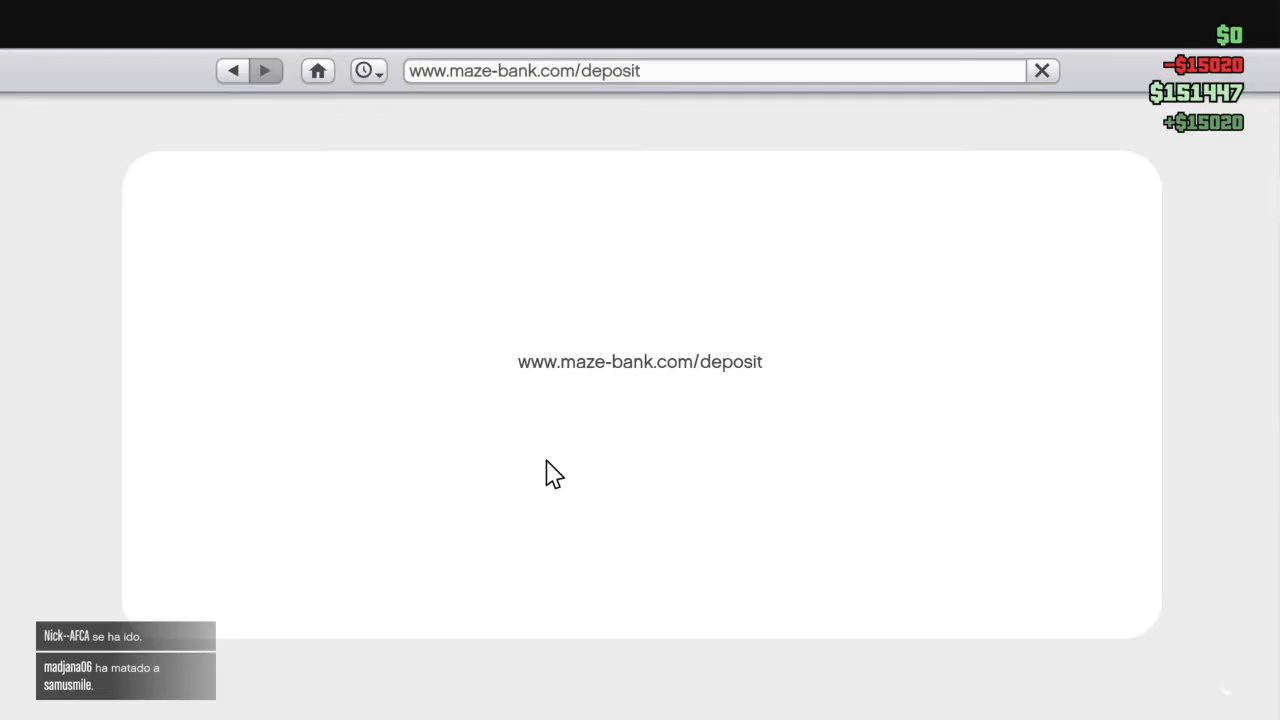 $0
www.maze-bank.com/deposit
-$15020
$151447
+$15020
www.maze-bank.com/deposit
Nick--AFCA se ha ido.
madjana06 ha matado a
samusmile.